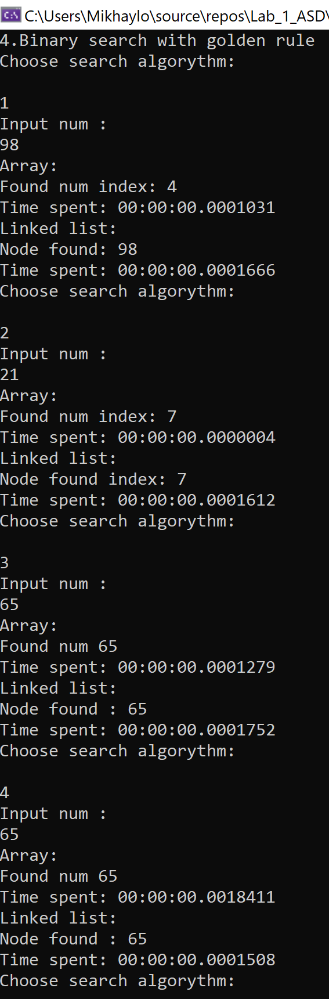 C:\Users\Mikhaylo\source\repos\Lab_1_ASD\
4.Binary search with golden rule
Choose search algorythm:
1
Input num :
98
Array:
Found num index: 4
Time spent: 00:00:00.0001031
Linked list:
Node found: 98
Time spent: 00:00:00.0001666
Choose search algorythm:
2
Input num :
21
Array:
Found num index: 7
Time spent: 00:00:00.0000004
Linked list:
Node found index: 7
Time spent: 00:00:00.0001612
Choose search algorythm:
3
Input num :
65
Array:
Found num 65
Time spent: 00:00:00.0001279
Linked list:
Node found : 65
Time spent: 00:00:00.0001752
Choose search algorythm:
4
Input num :
65
Array:
Found num 65
Time spent: 00:00:00.0018411
Linked list:
Node found : 65
Time spent: 00:00:00.0001508
Choose search algorythm: